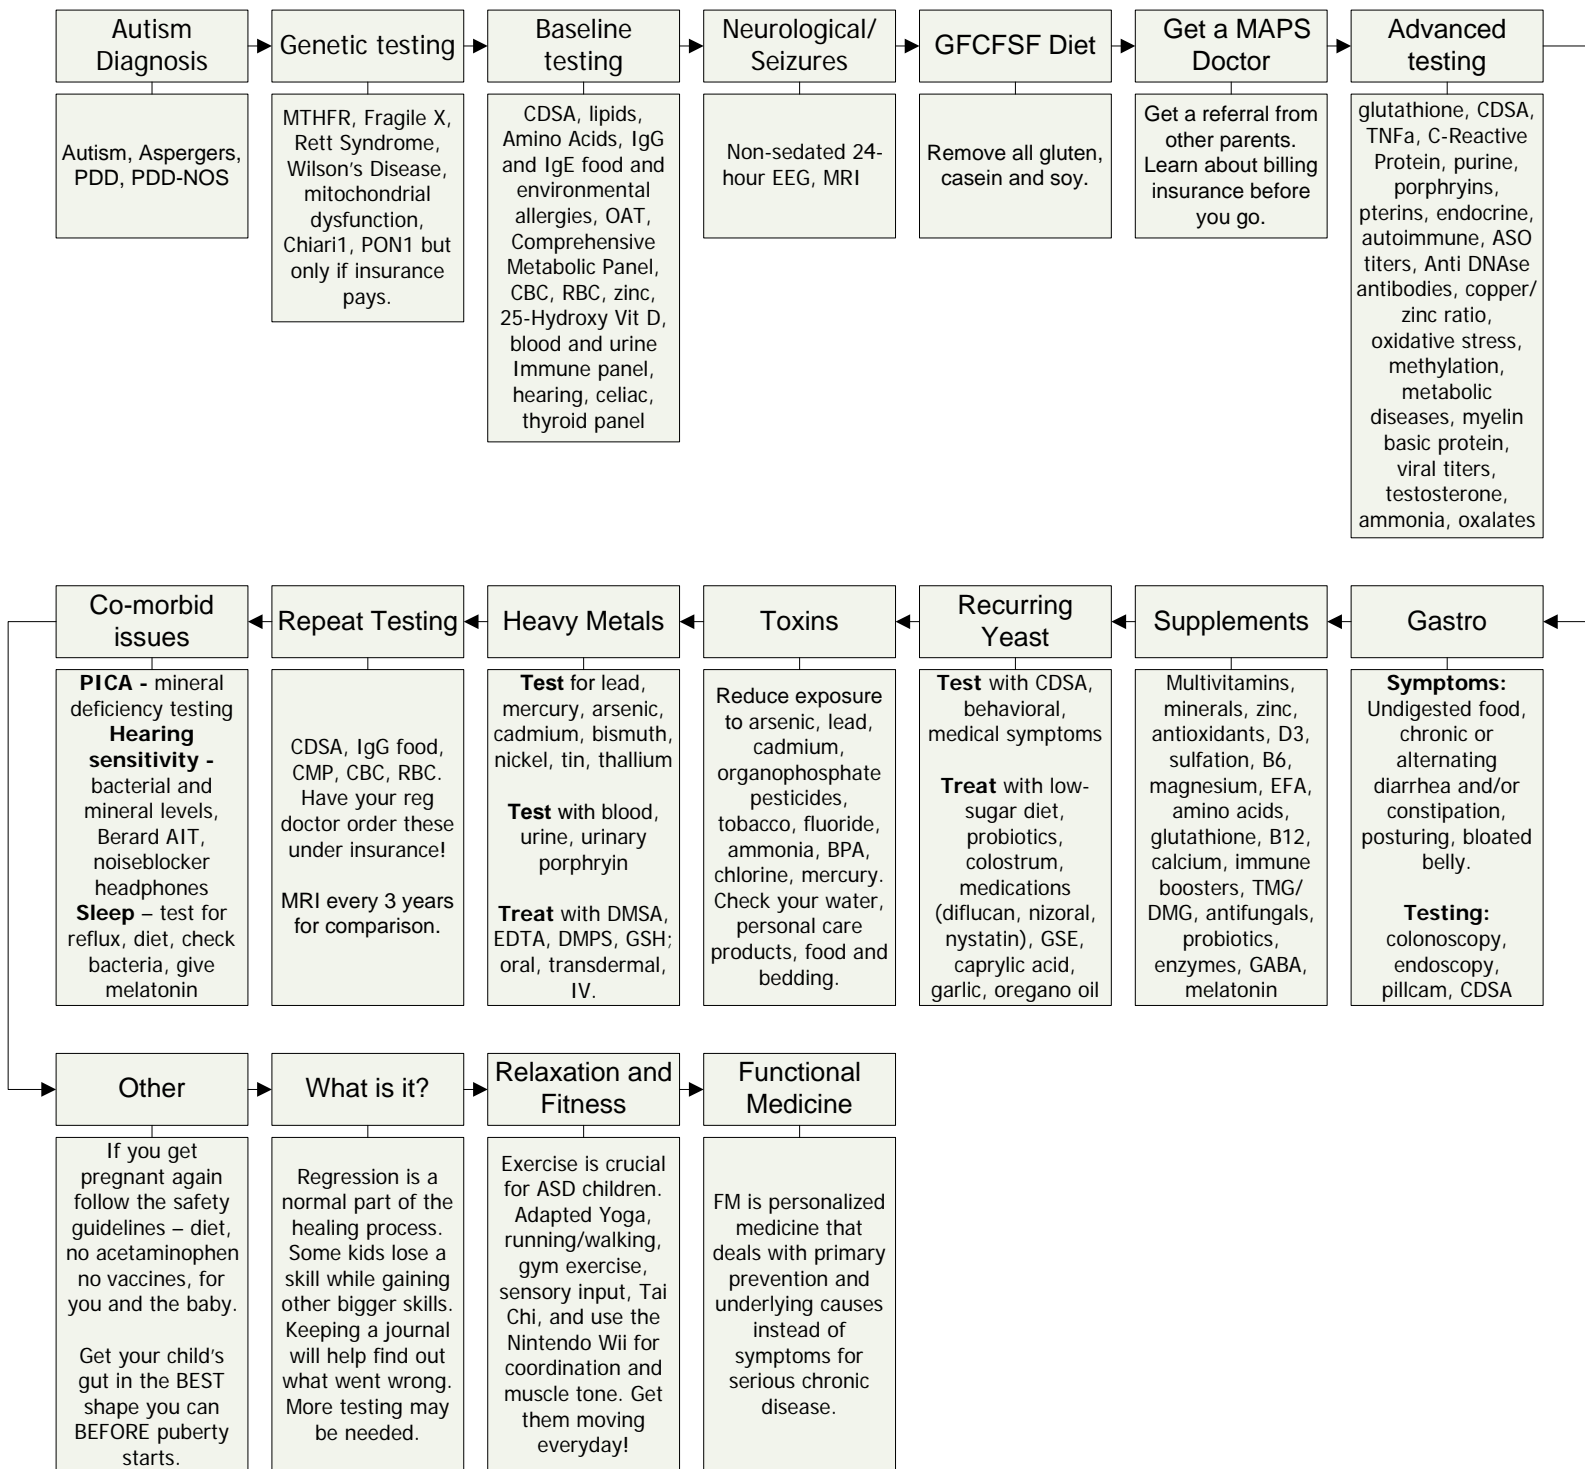 Autism
Diagnosis
Autism, Aspergers,
PDD, PDD-NOS
Genetic testing
MTHFR, Fragile X,
Rett Syndrome,
Wilson's Disease,
mitochondrial
dysfunction,
Chiari1, PON1 but
only if insurance
pays.
Baseline
testing
CDSA, lipids,
Amino Acids, IgG
and IgE food and
environmental
allergies, OAT,
Comprehensive
Metabolic Panel,
CBC, RBC, zinc,
25-Hydroxy Vit D,
blood and urine
Immune panel,
hearing, celiac,
thyroid panel
Neurological/
Seizures
Non-sedated 24-
hour EEG, MRI
GFCFSF Diet
Remove all gluten,
casein and soy.
Get a MAPS
Doctor
Get a referral from
other parents.
Learn about billing
insurance before
you go.
Advanced
testing
glutathione, CDSA,
TNFa, C-Reactive
Protein, purine,
porphryins,
pterins, endocrine,
autoimmune, ASO
titers, Anti DNAse
antibodies, copper/
zinc ratio,
oxidative stress,
methylation,
metabolic
diseases, myelin
basic protein,
viral titers,
testosterone,
ammonia, oxalates
Gastro
Symptoms:
Undigested food,
chronic or
alternating
diarrhea and/or
constipation,
posturing, bloated
belly.
Testing:
colonoscopy,
endoscopy,
pillcam, CDSA
Supplements
Multivitamins,
minerals, zinc,
antioxidants, D3,
sulfation, B6,
magnesium, EFA,
amino acids,
glutathione, B12,
calcium, immune
boosters, TMG/
DMG, antifungals,
probiotics,
enzymes, GABA,
melatonin
Recurring
Yeast
Test with CDSA,
behavioral,
medical symptoms
Treat with low-
sugar diet,
probiotics,
colostrum,
medications
(diflucan, nizoral,
nystatin), GSE,
caprylic acid,
garlic, oregano oil
Toxins
Reduce exposure
to arsenic, lead,
cadmium,
organophosphate
pesticides,
tobacco, fluoride,
ammonia, BPA,
chlorine, mercury.
Check your water,
personal care
products, food and
bedding.
Heavy Metals
Test for lead,
mercury, arsenic,
cadmium, bismuth,
nickel, tin, thallium
Test with blood,
urine, urinary
porphryin
Treat with DMSA,
EDTA, DMPS, GSH;
oral, transdermal,
IV.
Repeat Testing
CDSA, IgG food,
CMP, CBC, RBC.
Have your reg
doctor order these
under insurance!
MRI every 3 years
for comparison.
Co-morbid
issues
PICA - mineral
deficiency testing
Hearing
sensitivity -
bacterial and
mineral levels,
Berard AIT,
noiseblocker
headphones
Sleep – test for
reflux, diet, check
bacteria, give
melatonin
Other
If you get
pregnant again
follow the safety
guidelines – diet,
no acetaminophen
no vaccines, for
you and the baby.
Get your child's
gut in the BEST
shape you can
BEFORE puberty
starts.
What is it?
Regression is a
normal part of the
healing process.
Some kids lose a
skill while gaining
other bigger skills.
Keeping a journal
will help find out
what went wrong.
More testing may
be needed.
Relaxation and
Fitness
Exercise is crucial
for ASD children.
Adapted Yoga,
running/walking,
gym exercise,
sensory input, Tai
Chi, and use the
Nintendo Wii for
coordination and
muscle tone. Get
them moving
everyday!
Functional
Medicine
FM is personalized
medicine that
deals with primary
prevention and
underlying causes
instead of
symptoms for
serious chronic
disease.